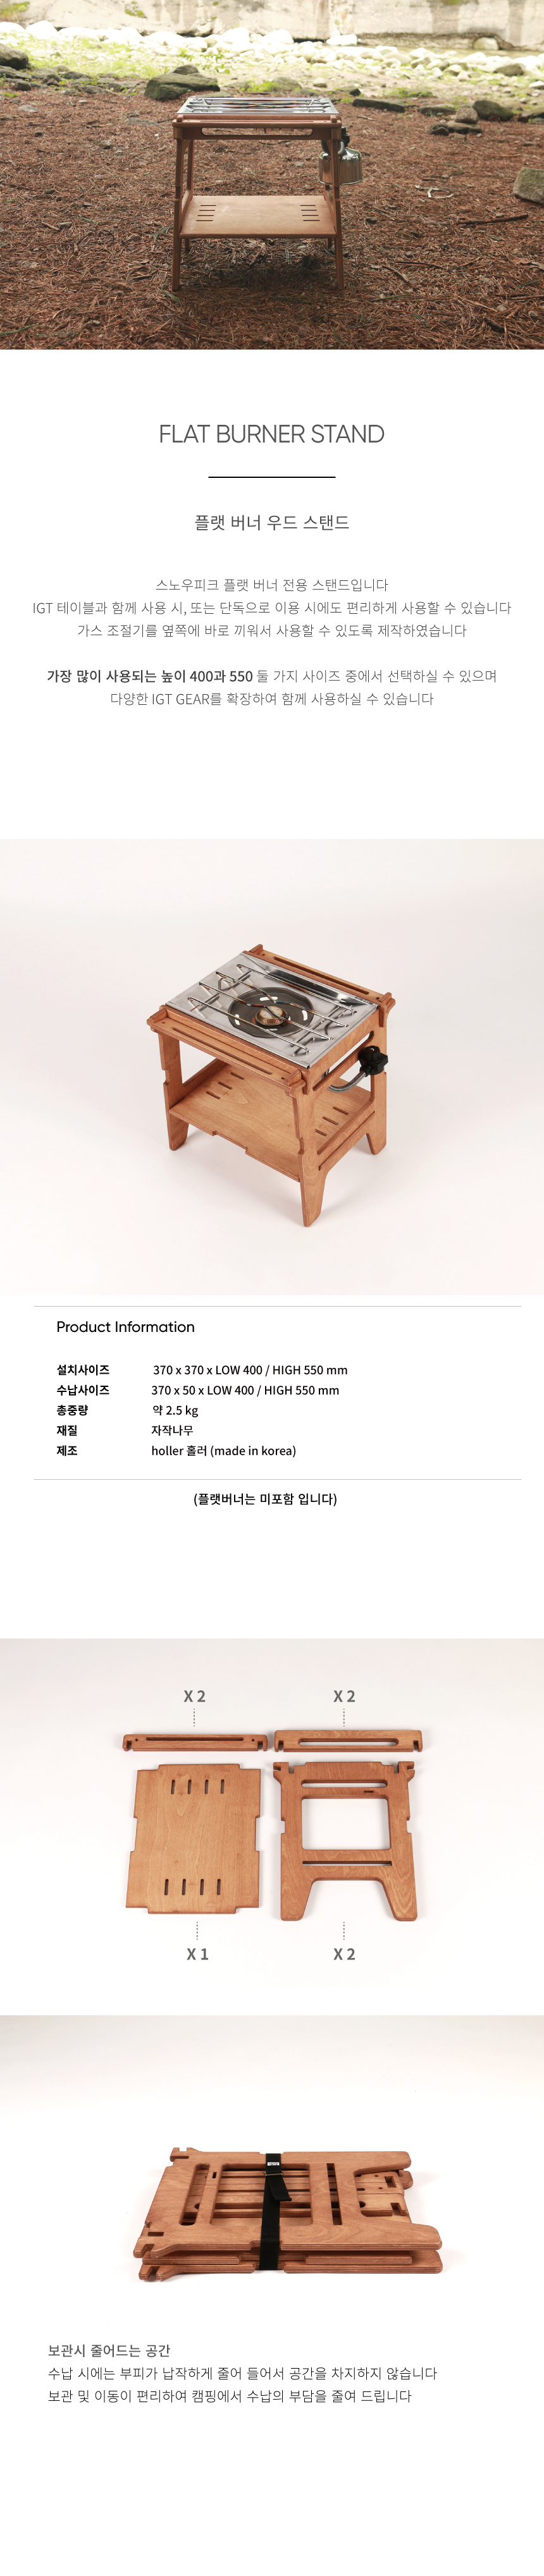 FLAT BURNER STAND
플랫 버너 우드 스탠드
스노우피크 플랫 버너 전용 스탠드입니다
IGT 테이블과 함께 사용 시, 또는 단독으로 이용 시에도 편리하게 사용할 수 있습니다
가스 조절기를 옆쪽에 바로 끼워서 사용할 수 있도록 제작하였습니다
가장 많이 사용되는 높이 400과 550 둘 가지 사이즈 중에서 선택하실 수 있으며
다양한 IGT GEAR를 확장하여 함께 사용하실 수 있습니다
Product Information
설치사이즈 370 x 370 x LOW 400 / HIGH 550 mm
수납사이즈 370 x 50 x LOW 400 / HIGH 550 mm
총중량 약 2.5 kg
재질 자작나무
제조 holler 홀러 (made in korea)
(플랫버너는 미포함 입니다)
X 2 X 2
X 1 X 2
보관시 줄어드는 공간
수납 시에는 부피가 납작하게 줄어 들어서 공간을 차지하지 않습니다
보관 및 이동이 편리하여 캠핑에서 수납의 부담을 줄여 드립니다